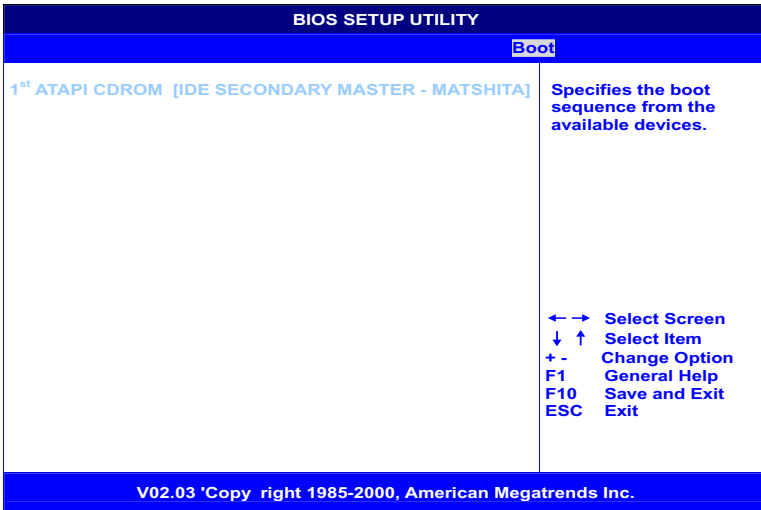 BIOS SETUP UTILITY
Boot
1st ATAPI CDROM [IDE SECONDARY MASTER - MATSHITA]
Specifies the boot
sequence from the
available devices.
←→ Select Screen
↓ ↑ Select Item
+ - Change Option
F1 General Help
F10 Save and Exit
ESC Exit
V02.03 'Copy right 1985-2000, American Megatrends Inc.